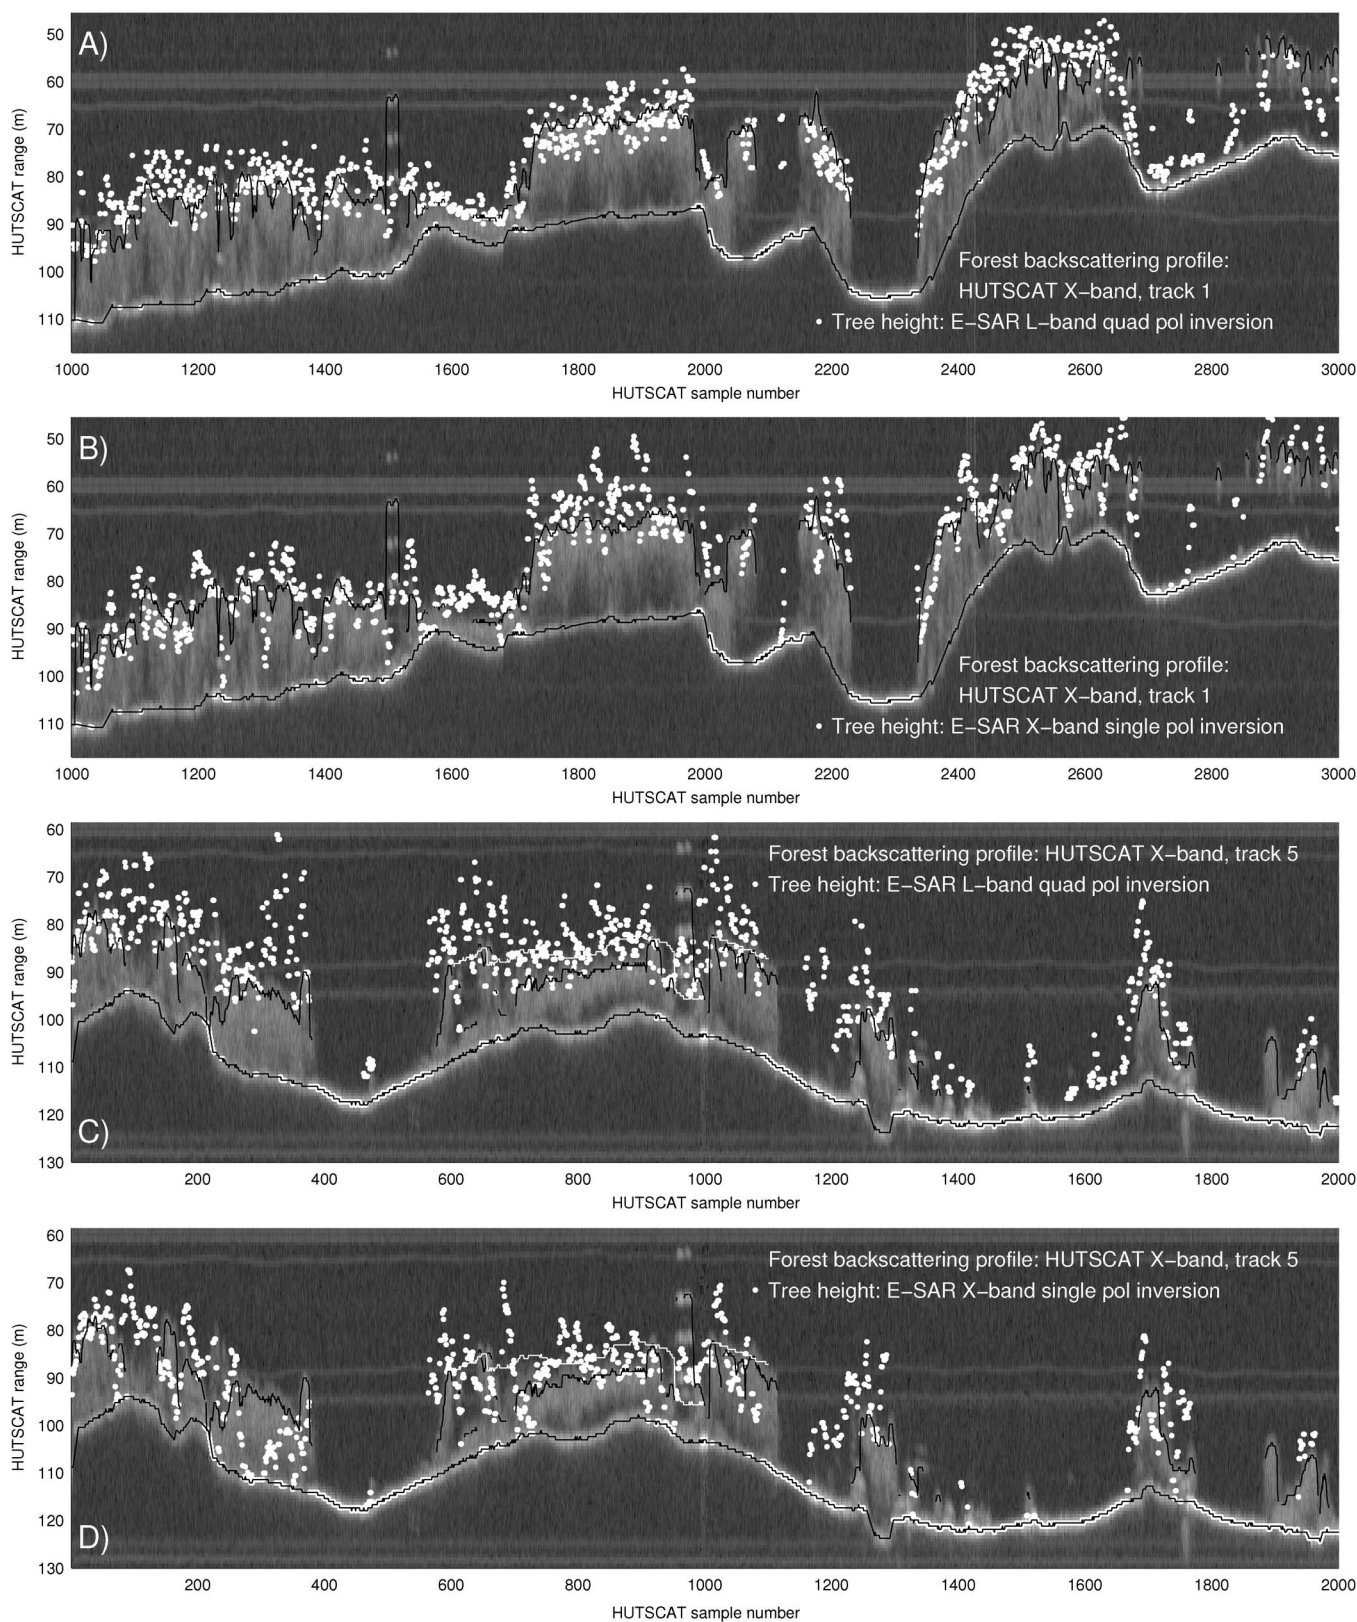 A)
HUTSCAT range (m)
50
60
70
80
90
100
110
Forest backscattering profile:
HUTSCAT X−band, track 1
Tree height: E−SAR L−band quad pol inversion
1000 1200 1400 1600 1800 2000 2200 2400 2600 2800 3000
HUTSCAT sample number
B)
HUTSCAT range (m)
50
60
70
80
90
100
110
Forest backscattering profile:
HUTSCAT X−band, track 1
Tree height: E−SAR X−band single pol inversion
1000 1200 1400 1600 1800 2000 2200 2400 2600 2800 3000
HUTSCAT sample number
HUTSCAT range (m)
60
70
80
90
100
110
120
130
Forest backscattering profile: HUTSCAT X−band, track 5
Tree height: E−SAR L−band quad pol inversion
C)
200 400 600 800 1000 1200 1400 1600 1800 2000
HUTSCAT sample number
HUTSCAT range (m)
60
70
80
90
100
110
120
130
Forest backscattering profile: HUTSCAT X−band, track 5
Tree height: E−SAR X−band single pol inversion
D)
200 400 600 800 1000 1200 1400 1600 1800 2000
HUTSCAT sample number